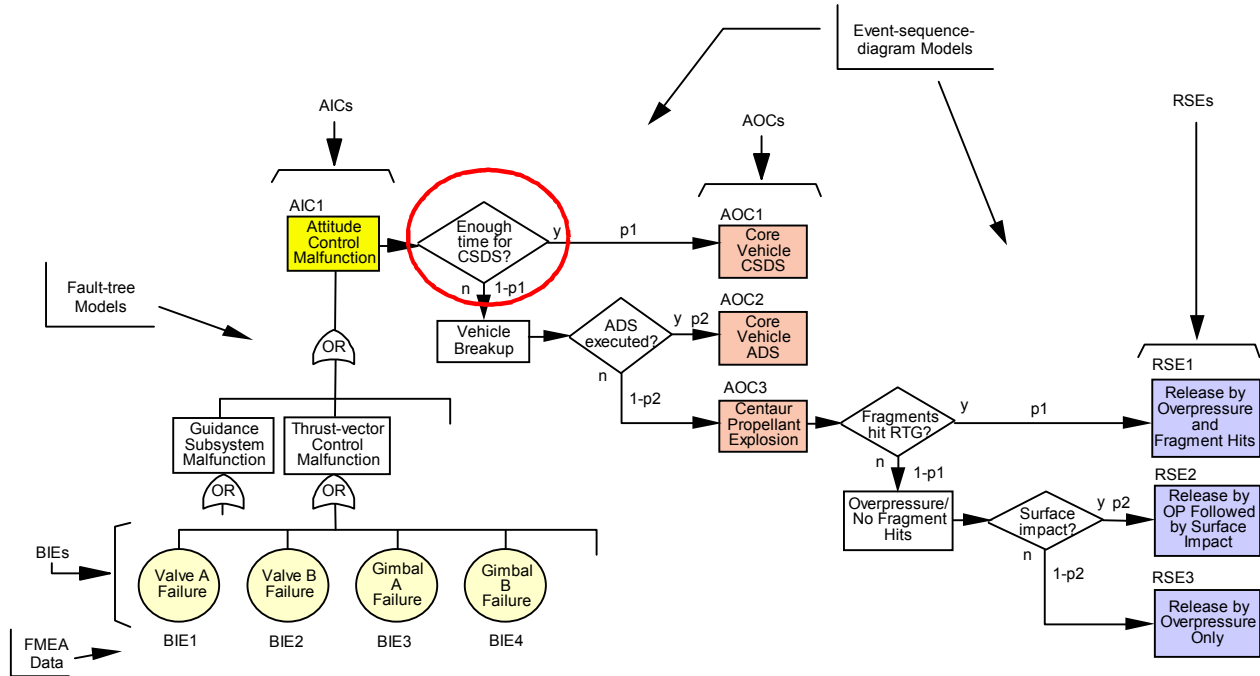 Event-sequence-
diagram Models
AICs
AOCs
RSEs
AIC1
Attitude
Control
Malfunction
Enough
time for
CSDS?
y
p1
n
1-p1
AOC1
Core
Vehicle
CSDS
Fault-tree
Models
Vehicle
Breakup
ADS
executed?
y
p2
n
1-p2
AOC2
Core
Vehicle
ADS
OR
AOC3
Centaur
Propellant
Explosion
Fragments
hit RTG?
y
p1
n
1-p1
RSE1
Release by
Overpressure
and
Fragment Hits
Guidance
Subsystem
Malfunction
Thrust-vector
Control
Malfunction
OR
OR
Overpressure/
No Fragment
Hits
Surface
impact?
y
p2
n
1-p2
RSE2
Release by
OP Followed
by Surface
Impact
RSE3
Release by
Overpressure
Only
BIEs
Valve A
Failure
Valve B
Failure
Gimbal
A
Failure
Gimbal
B
Failure
BIE1
BIE2
BIE3
BIE4
FMEA
Data